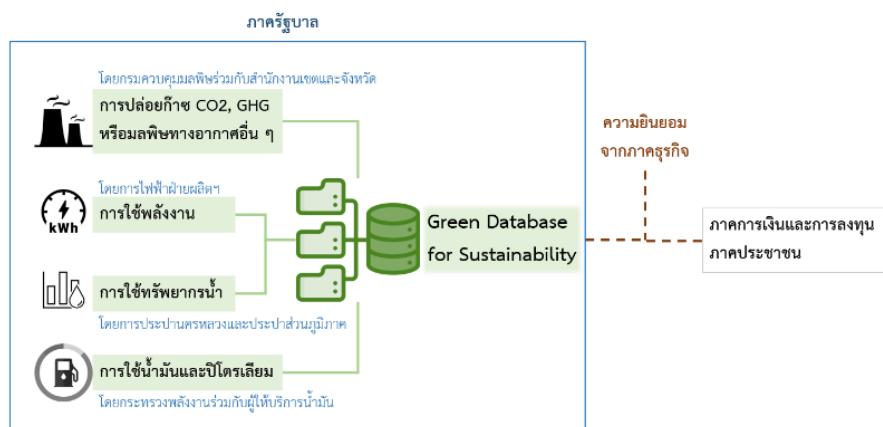 ภาครัฐบาล
โดยกรมควบคุมมลพิษร่วมกับสำนักงานเขตและจังหวัด
การปล่อยก๊าซ CO2, GHG
หรือมลพิษทางอากาศอื่น ๆ
โดยการไฟฟ้าฝ่ายผลิตฯ
kWh
การใช้พลังงาน
การใช้ทรัพยากรน้ำ
โดยการประปานครหลวงและประปาส่วนภูมิภาค
การใช้น้ำมันและปิโตรเลียม
โดยกระทรวงพลังงานร่วมกับผู้ให้บริการน้ำมัน
Green Database
for Sustainability
ความยินยอม
จากภาคธุรกิจ
ภาคการเงินและการลงทุน
ภาคประชาชน